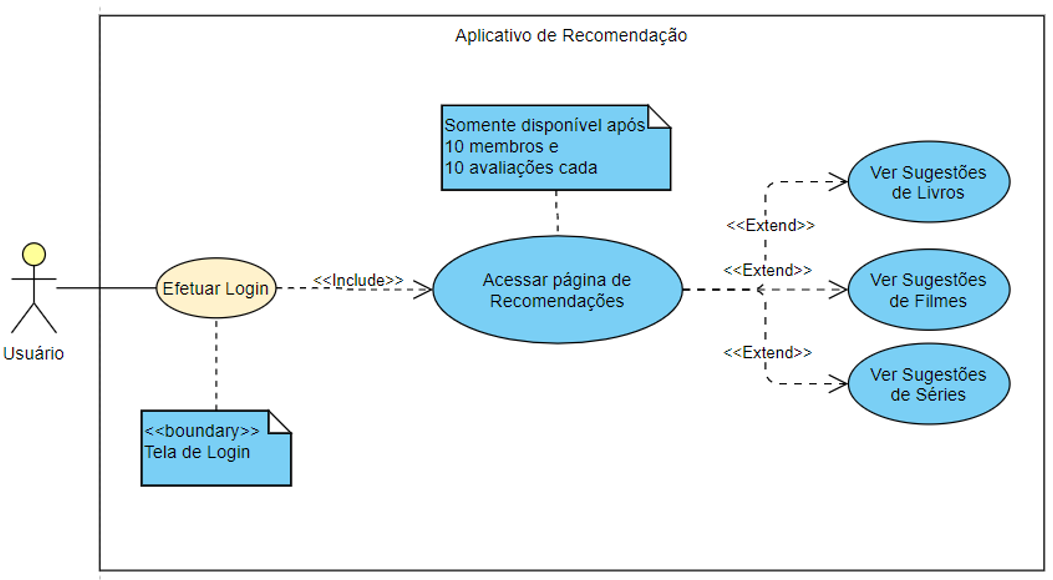 Aplicativo de Recomendação
Somente disponível após
10 membros e
10 avaliações cada
Ver Sugestões
de Livros
<<Extend>>
Efetuar Login
<<Include>>
Acessar página de
Recomendações
<<Extend>>
Ver Sugestões
de Filmes
Usuário
<<Extend>>
Ver Sugestões
de Séries
<<boundary>>
Tela de Login